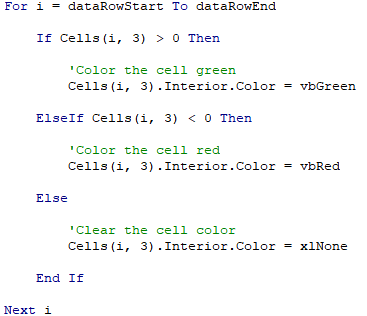 For i = dataRowStart To dataRowEnd
If Cells(i, 3) > 0 Then
'Color the cell green
Cells(i, 3).Interior.Color = vbGreen
ElseIf Cells(i, 3) < 0 Then
'Color the cell red
Cells(i, 3).Interior.Color = vbRed
Else
'Clear the cell color
Cells(i, 3).Interior.Color = xlNone
End If
Next i